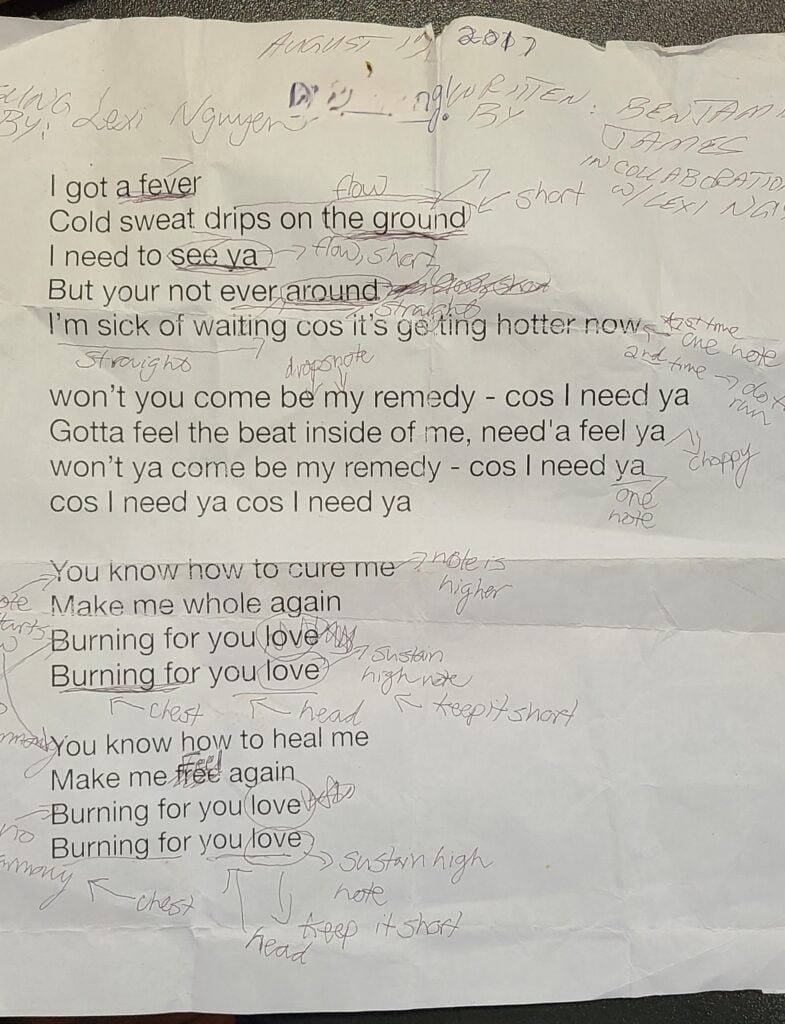 AUGUST 17, 2017
SUNG BY: Lexi Nguyen
WRITTEN BY: BENJAMIN JAMES
IN COLLABORATION W/ LEXI
I got a fever
flow
short
Cold sweat drips on the ground
I need to see ya → flow, short
But your not ever around
straight
I'm sick of waiting cos it's getting hotter now
first time one note
2nd time → do
run
straight
drops note
won't you come be my remedy - cos I need ya
Gotta feel the beat inside of me, need'a feel ya
choppy
won't ya come be my remedy - cos I need ya
one note
cos I need ya cos I need ya
You know how to cure me
note is higher
Make me whole again
Burning for you love
Burning for you love
sustain high note
chest
head
keep it short
You know how to heal me
Make me feel again
Burning for you love
Burning for you love
no
sustain high note
chest
head
keep it short